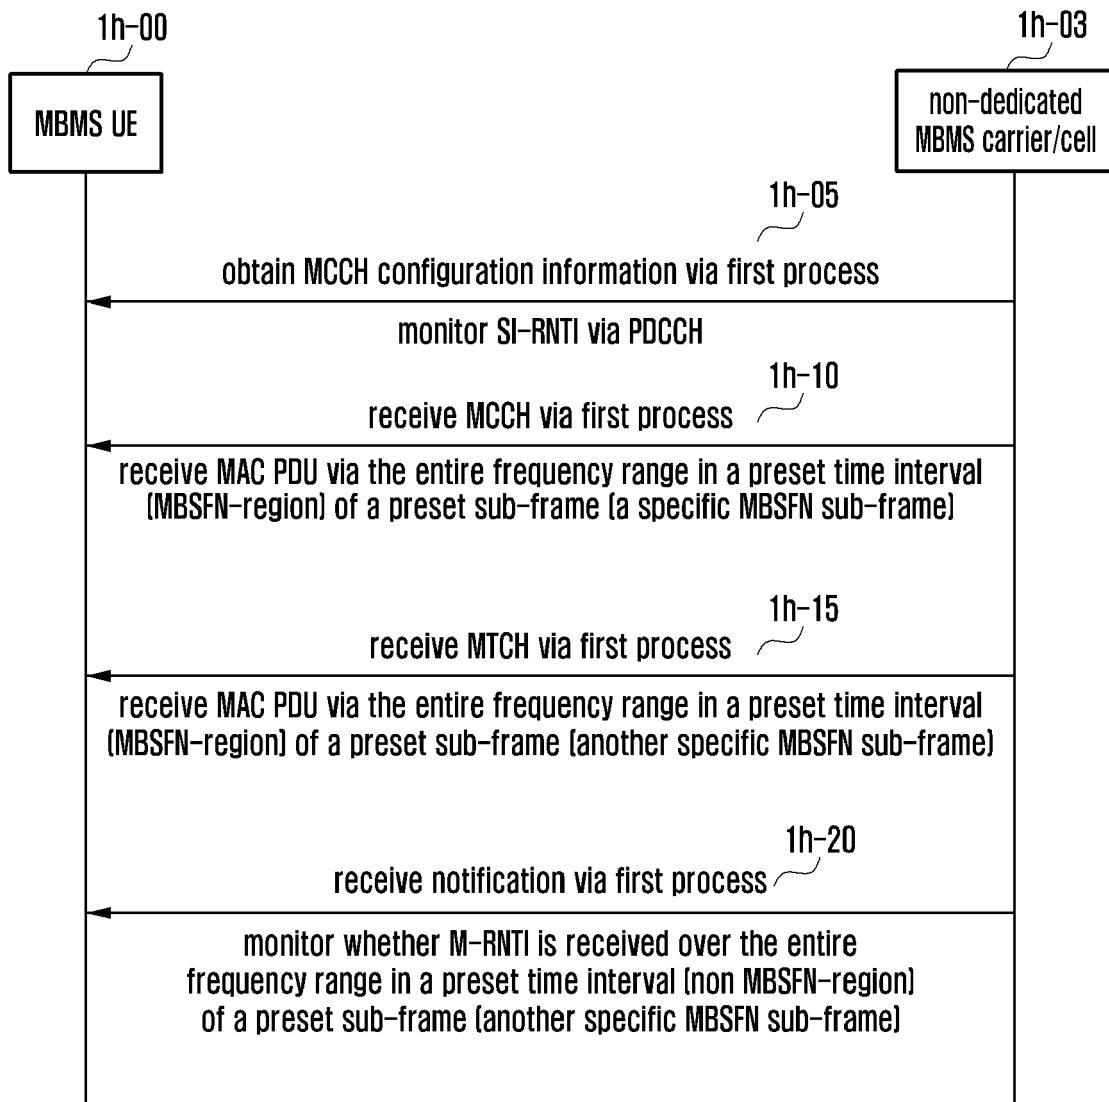 1h-00
1h-03
MBMS UE
non-dedicated
MBMS carrier/cell
1h-05
obtain MCCH configuration information via first process
monitor SI-RNTI via PDCCH
1h-10
receive MCCH via first process
receive MAC PDU via the entire frequency range in a preset time interval
(MBSFN-region) of a preset sub-frame (a specific MBSFN sub-frame)
1h-15
receive MTCH via first process
receive MAC PDU via the entire frequency range in a preset time interval
(MBSFN-region) of a preset sub-frame (another specific MBSFN sub-frame)
1h-20
receive notification via first process
monitor whether M-RNTI is received over the entire
frequency range in a preset time interval (non MBSFN-region)
of a preset sub-frame (another specific MBSFN sub-frame)